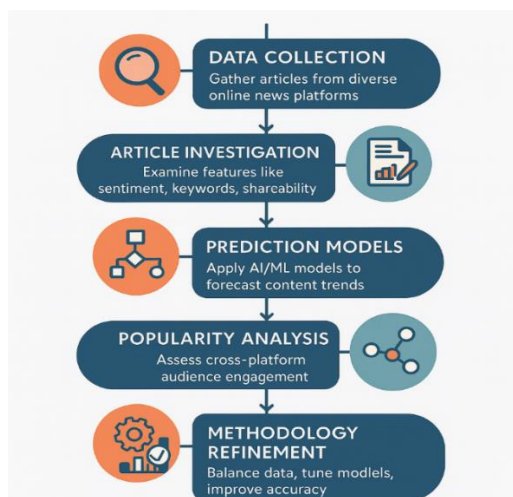 DATA COLLECTION
Gather articles from diverse
online news platforms
ARTICLE INVESTIGATION
Examine features like
sentiment, keywords, sharcability
PREDICTION MODELS
Apply AI/ML models to
forecast content trends
POPULARITY ANALYSIS
Assess cross-platform
audience engagement
METHODOLOGY
REFINEMENT
Balance data, tune modlels,
improve accuracy